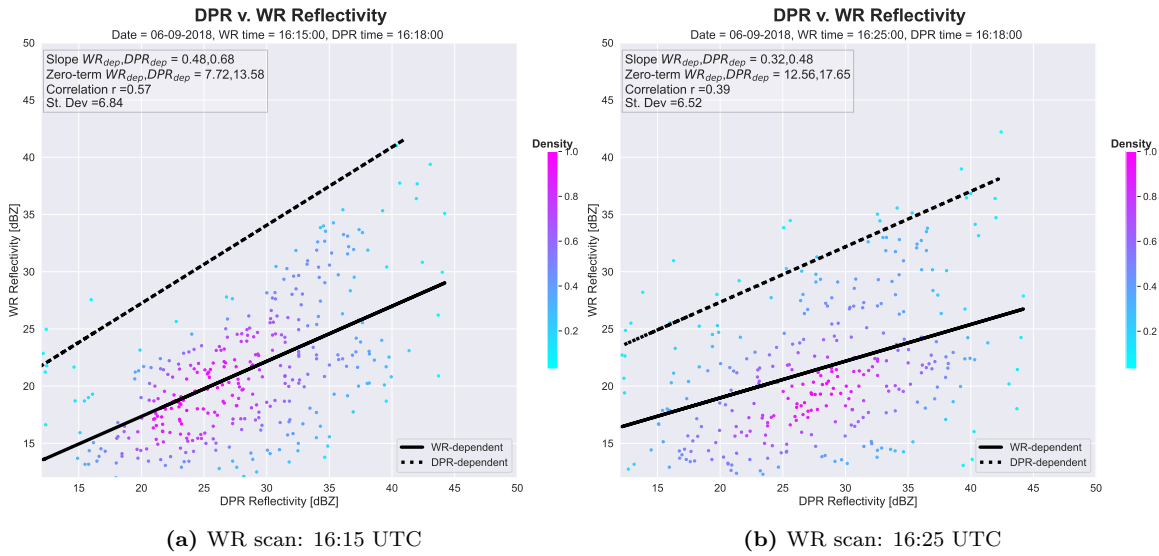 DPR v. WR Reflectivity
Date = 06-09-2018, WR time = 16:15:00, DPR time = 16:18:00
Slope WR_dep,DPR_dep = 0.48,0.68
Zero-term WR_dep,DPR_dep = 7.72,13.58
Correlation r =0.57
St. Dev =6.84
50
45
40
35
30
25
20
15
WR Reflectivity [dBZ]
15 20 25 30 35 40 45 50
DPR Reflectivity [dBZ]
WR-dependent
DPR-dependent
Density
1.0
0.8
0.6
0.4
0.2
(a) WR scan: 16:15 UTC
DPR v. WR Reflectivity
Date = 06-09-2018, WR time = 16:25:00, DPR time = 16:18:00
Slope WR_dep,DPR_dep = 0.32,0.48
Zero-term WR_dep,DPR_dep = 12.56,17.65
Correlation r =0.39
St. Dev =6.52
50
45
40
35
30
25
20
15
WR Reflectivity [dBZ]
15 20 25 30 35 40 45 50
DPR Reflectivity [dBZ]
WR-dependent
DPR-dependent
Density
1.0
0.8
0.6
0.4
0.2
(b) WR scan: 16:25 UTC